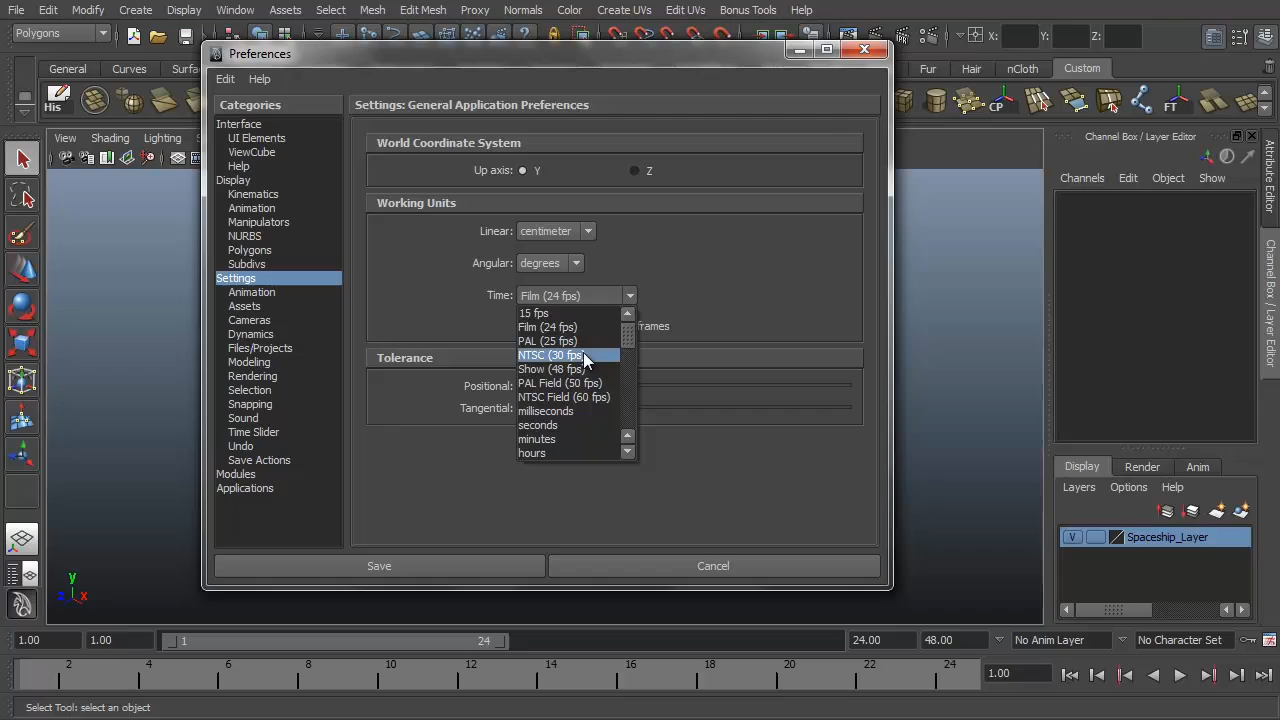 File Edit Modify Create Display Window Assets Select Mesh Edit Mesh Proxy Normals Color Create UVs Edit UVs Bonus Tools Help
Polygons X: Y: Z:
Preferences
General Curves Surfa Fur Hair nCloth Custom
Edit Help
His CP FT
Categories Settings: General Application Preferences
Interface
UI Elements
ViewCube
Help
Display
Kinematics
Animation
Manipulators
NURBS
Polygons
Subdivs
Settings
Animation
Assets
Cameras
Dynamics
Files/Projects
Modeling
Rendering
Selection
Snapping
Sound
Time Slider
Undo
Save Actions
Modules
Applications
World Coordinate System
Up axis: Y Z
Working Units
Linear: centimeter
Angular: degrees
Time: Film (24 fps)
15 fps
Film (24 fps)
PAL (25 fps)
NTSC (30 fps)
Show (48 fps)
PAL Field (50 fps)
NTSC Field (60 fps)
milliseconds
seconds
minutes
hours
frames
Tolerance
Positional:
Tangential:
Save Cancel
View Shading Lighting
Channel Box / Layer Editor
Channels Edit Object Show
Attribute Editor
Channel Box / Layer Editor
Display Render Anim
Layers Options Help
V Spaceship_Layer
y
z x
1.00 1.00 1 24 24.00 48.00 No Anim Layer No Character Set
2 4 6 8 10 12 14 16 18 20 22 24 1.00
Select Tool: select an object